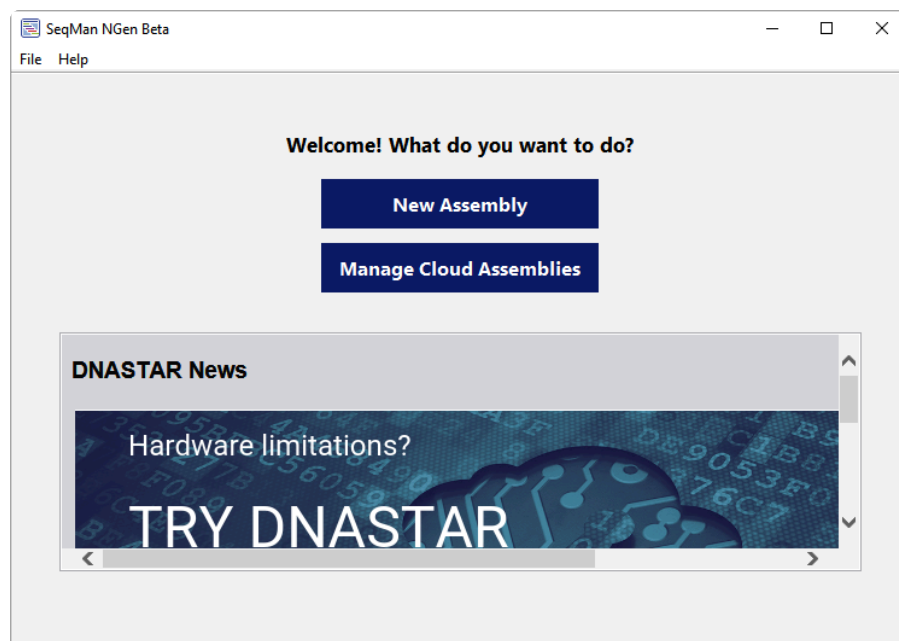 SeqMan NGen Beta
File Help
Welcome! What do you want to do?
New Assembly
Manage Cloud Assemblies
DNASTAR News
Hardware limitations?
TRY DNASTAR